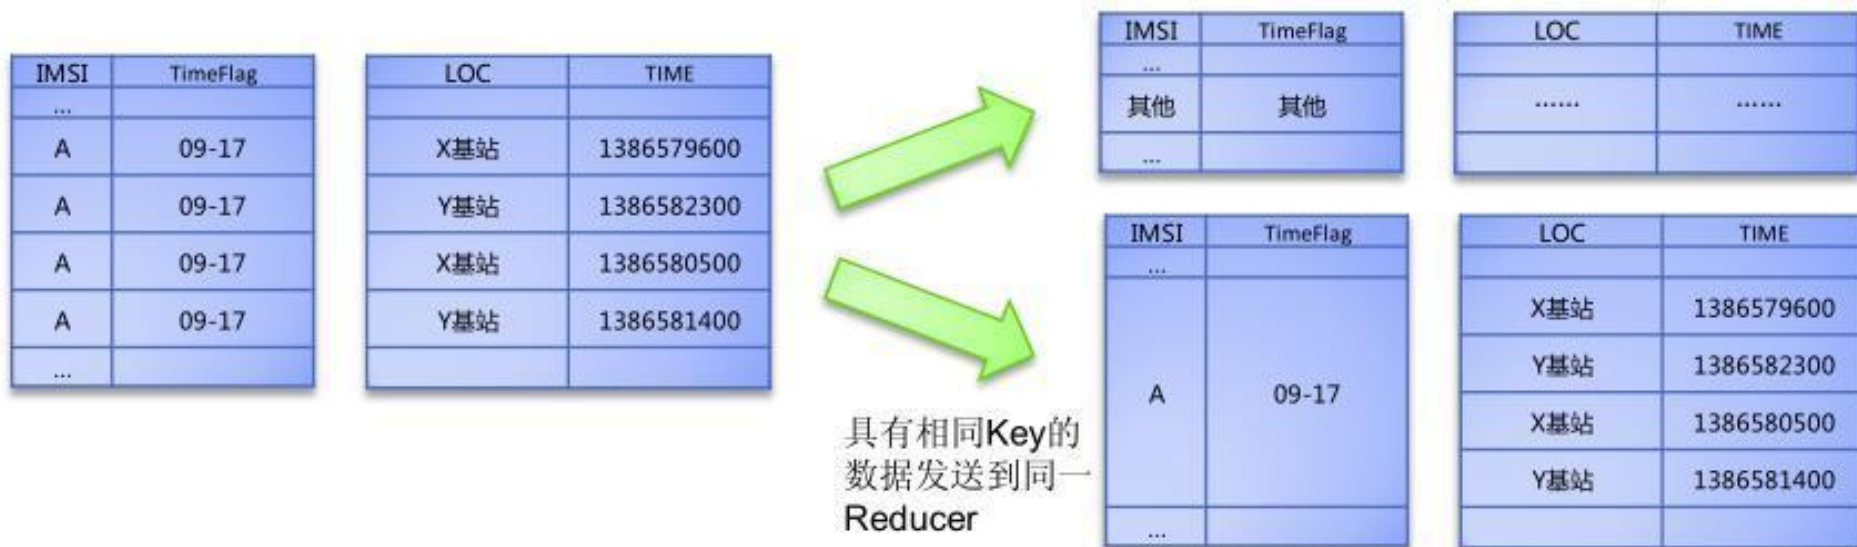 IMSI TimeFlag LOC TIME
...
A 09-17 X基站 1386579600
A 09-17 Y基站 1386582300
A 09-17 X基站 1386580500
A 09-17 Y基站 1386581400
...
IMSI TimeFlag LOC TIME
...
其他 其他 …… ……
...
具有相同Key的
数据发送到同一
Reducer
IMSI TimeFlag LOC TIME
...
X基站 1386579600
Y基站 1386582300
A 09-17
X基站 1386580500
Y基站 1386581400
...